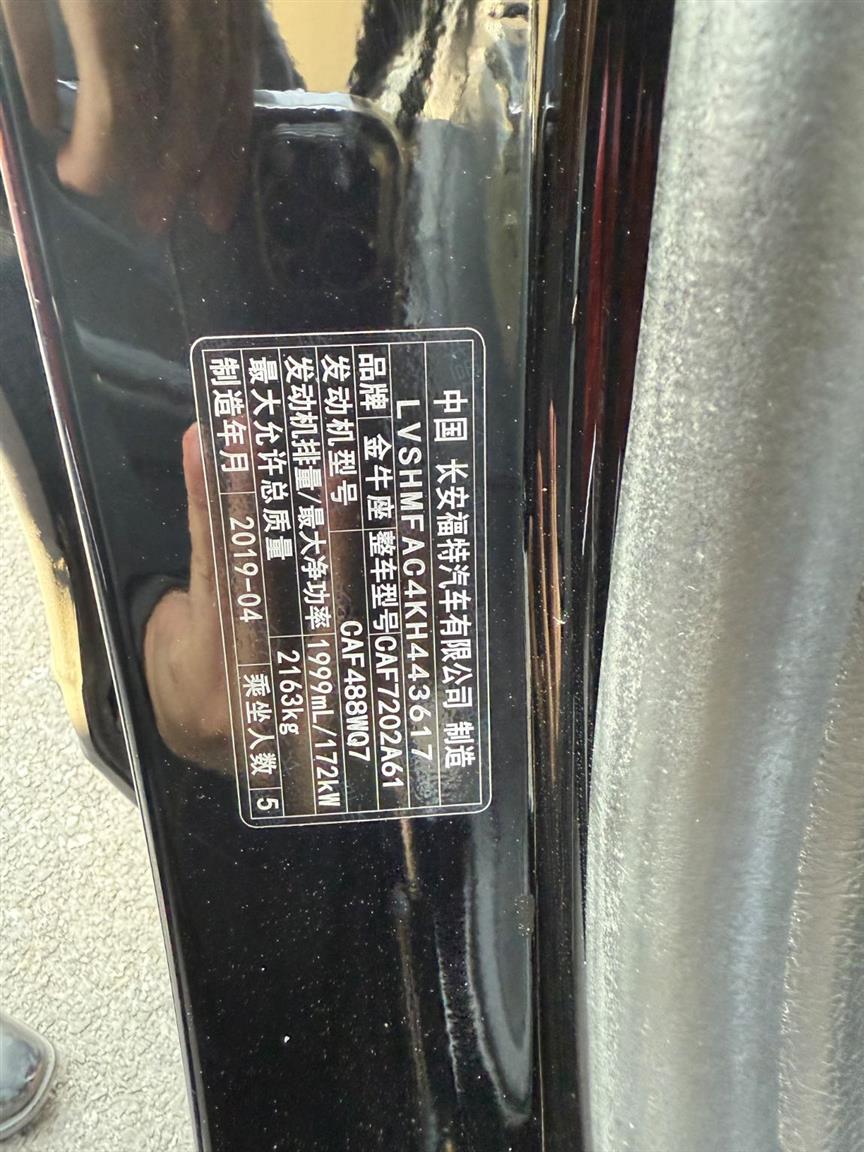 中国 长安福特汽车有限公司 制造
LVSHMFAC4KH443617
品牌 金牛座 整车型号 CAF7202A61
发动机型号 CAF488WQ7
发动机排量/最大净功率 1999mL/172kW
最大允许总质量 2163kg
制造年月 2019-04 乘坐人数 5